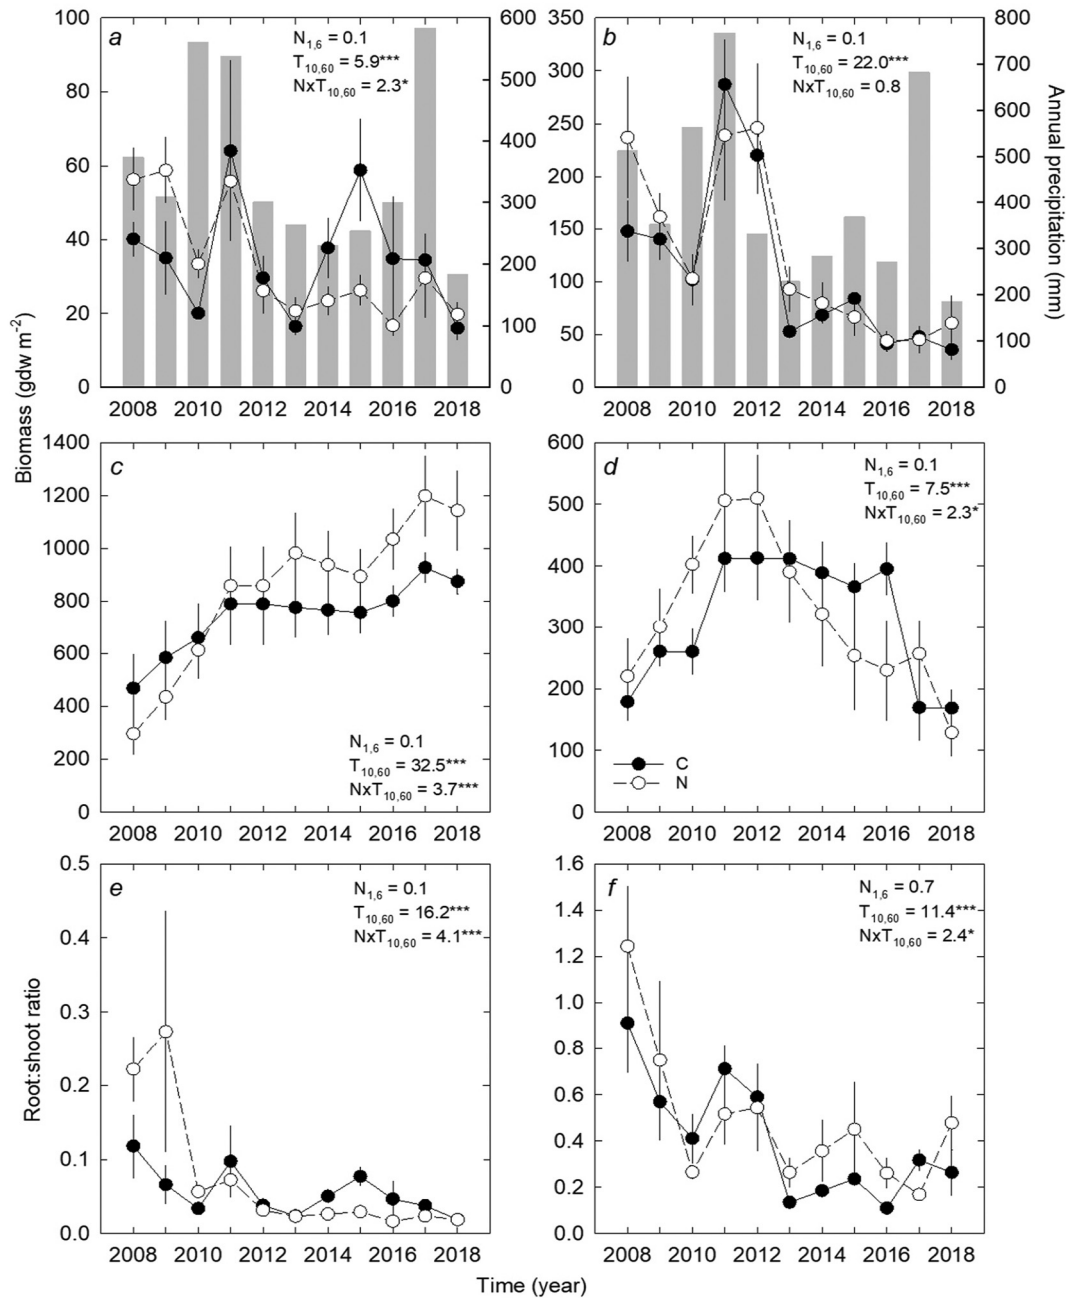 a
N1,6 = 0.1
T10,60 = 5.9***
NxT10,60 = 2.3*
100
80
60
40
20
0
600
500
400
300
200
100
0
2008 2010 2012 2014 2016 2018
b
N1,6 = 0.1
T10,60 = 22.0***
NxT10,60 = 0.8
350
300
250
200
150
100
50
0
800
700
600
500
400
300
200
100
0
2008 2010 2012 2014 2016 2018
Annual precipitation (mm)
Biomass (gdw m-2)
c
1400
1200
1000
800
600
400
200
0
N1,6 = 0.1
T10,60 = 32.5***
NxT10,60 = 3.7***
2008 2010 2012 2014 2016 2018
d
N1,6 = 0.1
T10,60 = 7.5***
NxT10,60 = 2.3*
600
500
400
300
200
100
0
C
N
2008 2010 2012 2014 2016 2018
e
N1,6 = 0.1
T10,60 = 16.2***
NxT10,60 = 4.1***
0.5
0.4
0.3
0.2
0.1
0.0
2008 2010 2012 2014 2016 2018
Root:shoot ratio
f
N1,6 = 0.7
T10,60 = 11.4***
NxT10,60 = 2.4*
1.6
1.4
1.2
1.0
0.8
0.6
0.4
0.2
0.0
2008 2010 2012 2014 2016 2018
Time (year)